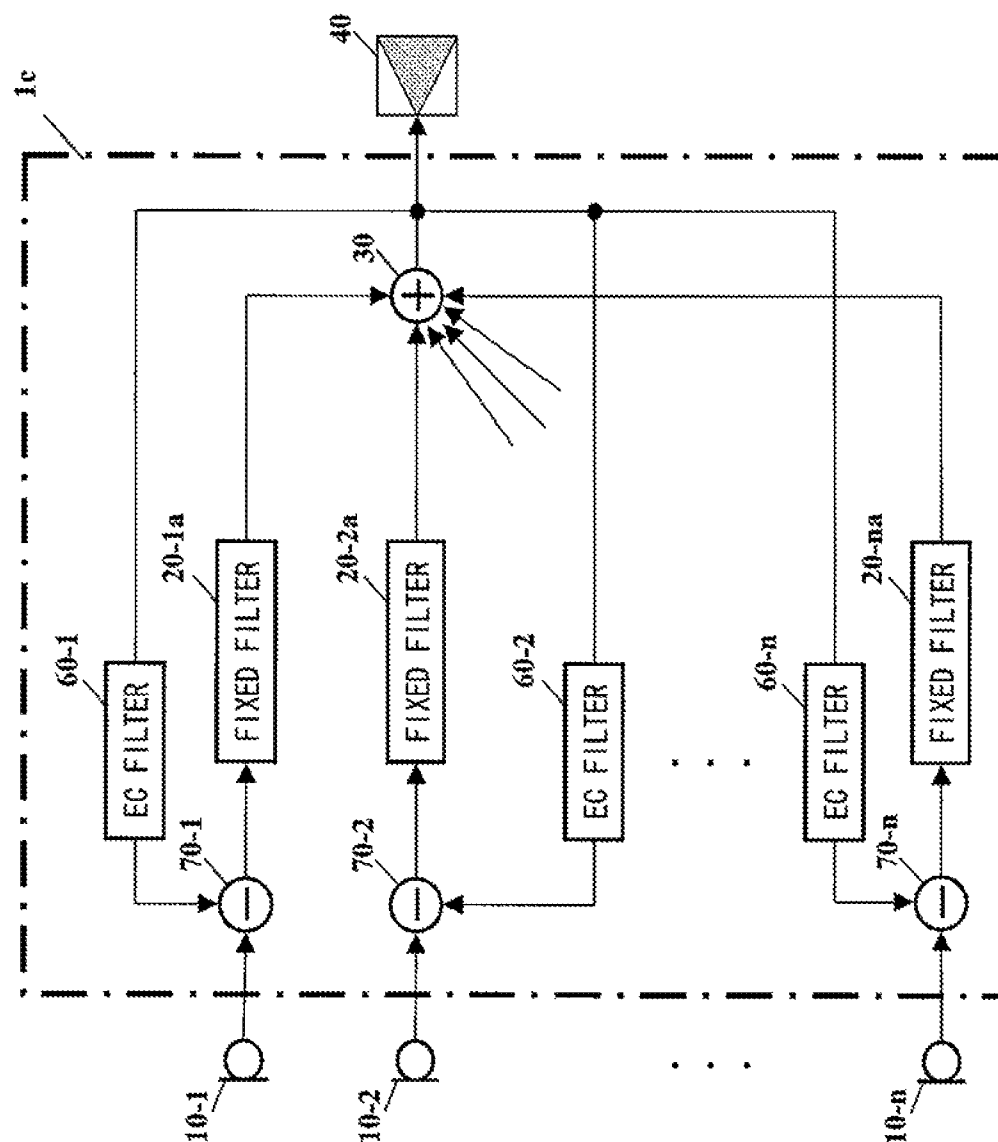 1c
40
30
60-1
EC FILTER
20-1a
FIXED FILTER
70-1
10-1
20-2a
FIXED FILTER
70-2
10-2
60-2
EC FILTER
60-n
EC FILTER
20-na
FIXED FILTER
70-n
10-n